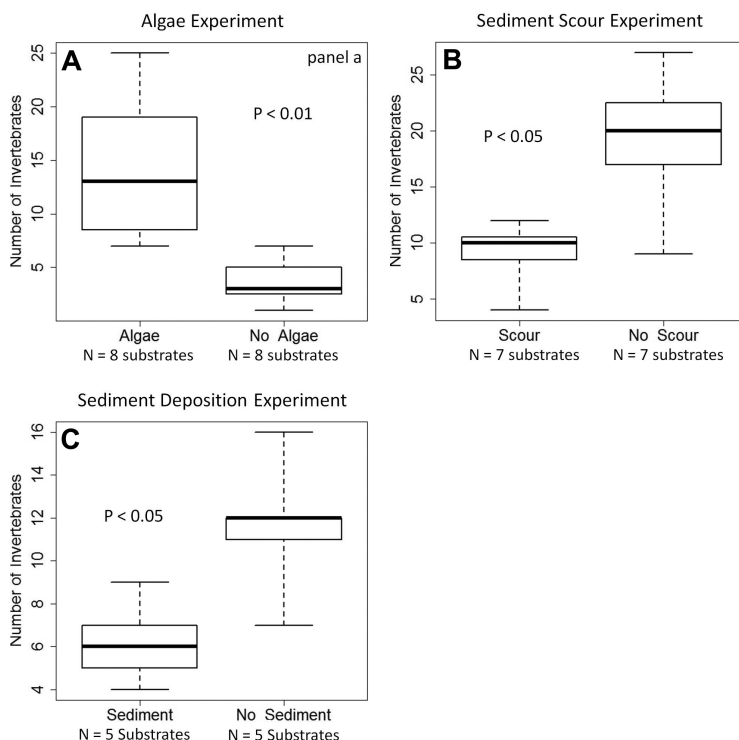 Algae Experiment
A
panel a
P < 0.01
Number of Invertebrates
25
20
15
10
5
Algae
No Algae
N = 8 substrates
N = 8 substrates
Sediment Scour Experiment
B
P < 0.05
Number of Invertebrates
25
20
15
10
5
Scour
No Scour
N = 7 substrates
N = 7 substrates
Sediment Deposition Experiment
C
P < 0.05
Number of Invertebrates
16
14
12
10
8
6
4
Sediment
No Sediment
N = 5 Substrates
N = 5 Substrates